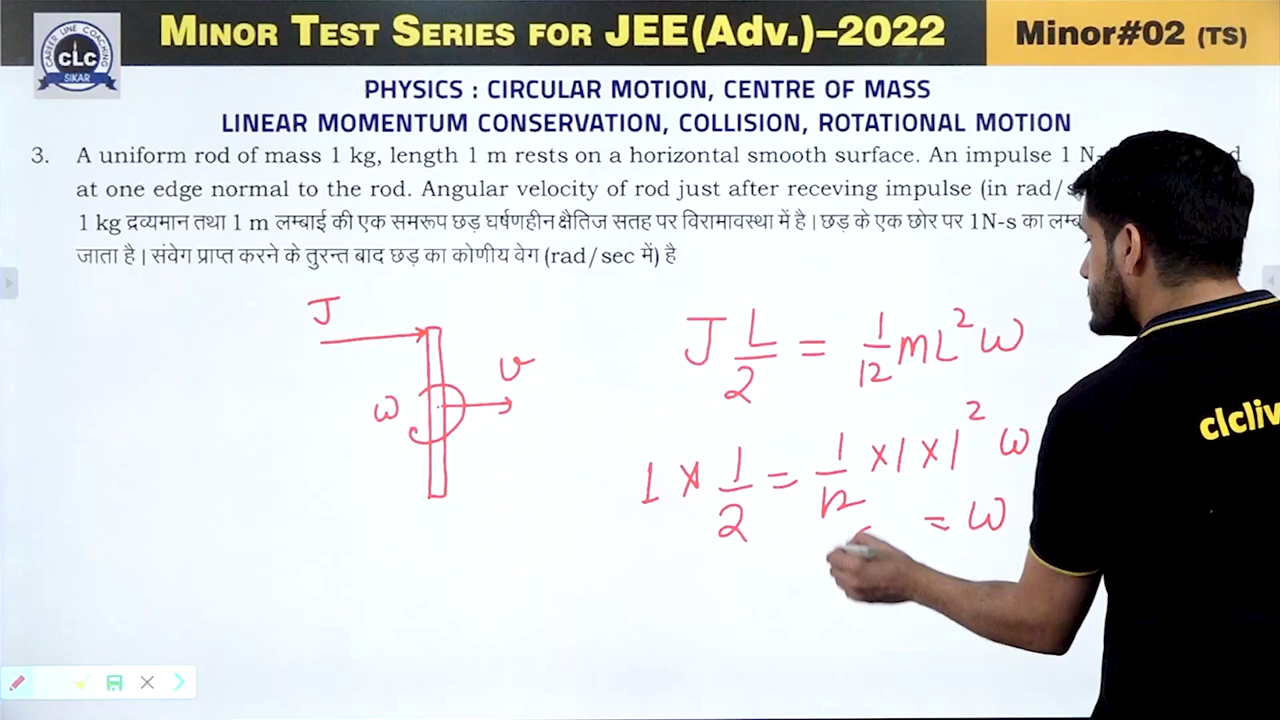 MINOR TEST SERIES FOR JEE(Adv.)–2022
Minor#02 (TS)
CAREER LINE COACHING
CLC
SIKAR
PHYSICS : CIRCULAR MOTION, CENTRE OF MASS
LINEAR MOMENTUM CONSERVATION, COLLISION, ROTATIONAL MOTION
3. A uniform rod of mass 1 kg, length 1 m rests on a horizontal smooth surface. An impulse 1 N-
at one edge normal to the rod. Angular velocity of rod just after receving impulse (in rad/s
1 kg द्रव्यमान तथा 1 m लम्बाई की एक समरूप छड़ घर्षणहीन क्षैतिज सतह पर विरामावस्था में है। छड़ के एक छोर पर 1N-s का लम्ब
जाता है। संवेग प्राप्त करने के तुरन्त बाद छड़ का कोणीय वेग (rad/sec में) है
J
v
ω
J L/2 = 1/12 mL² ω
1 × 1/2 = 1/12 × 1 × 1² ω
= ω
clcliv